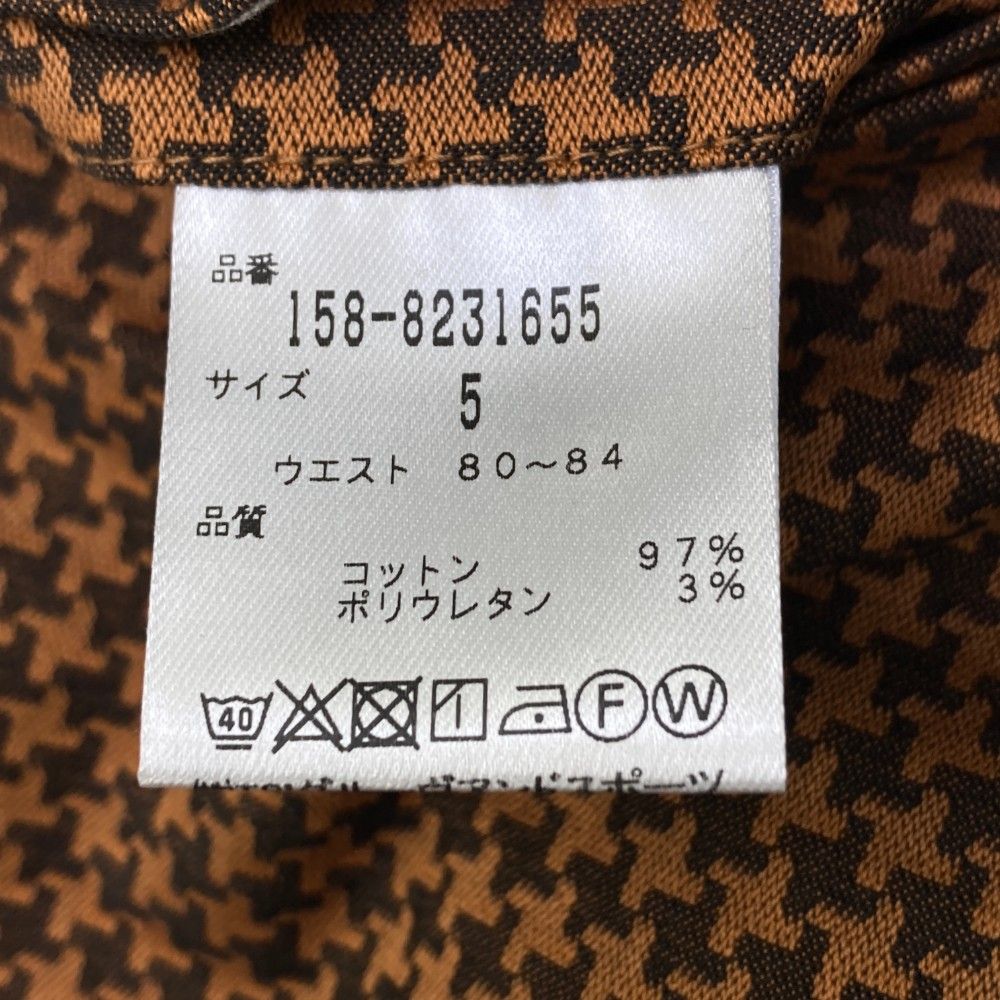 品番
158-8231655
サイズ 5
ウエスト 80~84
品質
コットン 97%
ポリウレタン 3%
40 F W